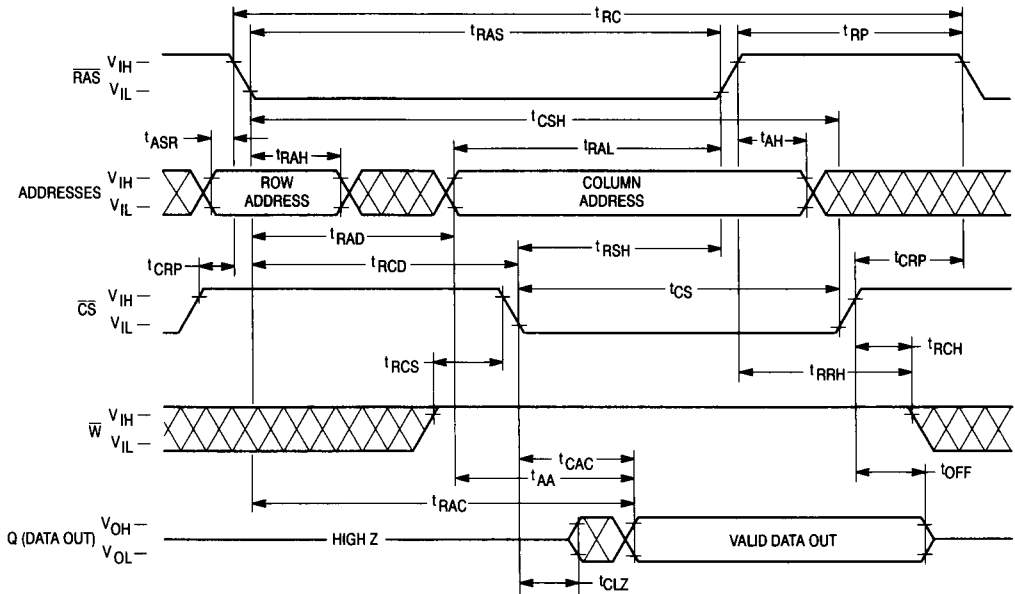 tRC
tRAS
tRP
RAS
VIH
VIL
tCSH
tASR
tRAH
tRAL
tAH
ADDRESSES
VIH
VIL
ROW
ADDRESS
COLUMN
ADDRESS
tRAD
tRSH
tCRP
tRCD
tCRP
CS
VIH
VIL
tCS
tRCS
tRCH
tRRH
W
VIH
VIL
tCAC
tAA
tOFF
tRAC
Q (DATA OUT)
VOH
VOL
HIGH Z
VALID DATA OUT
tCLZ